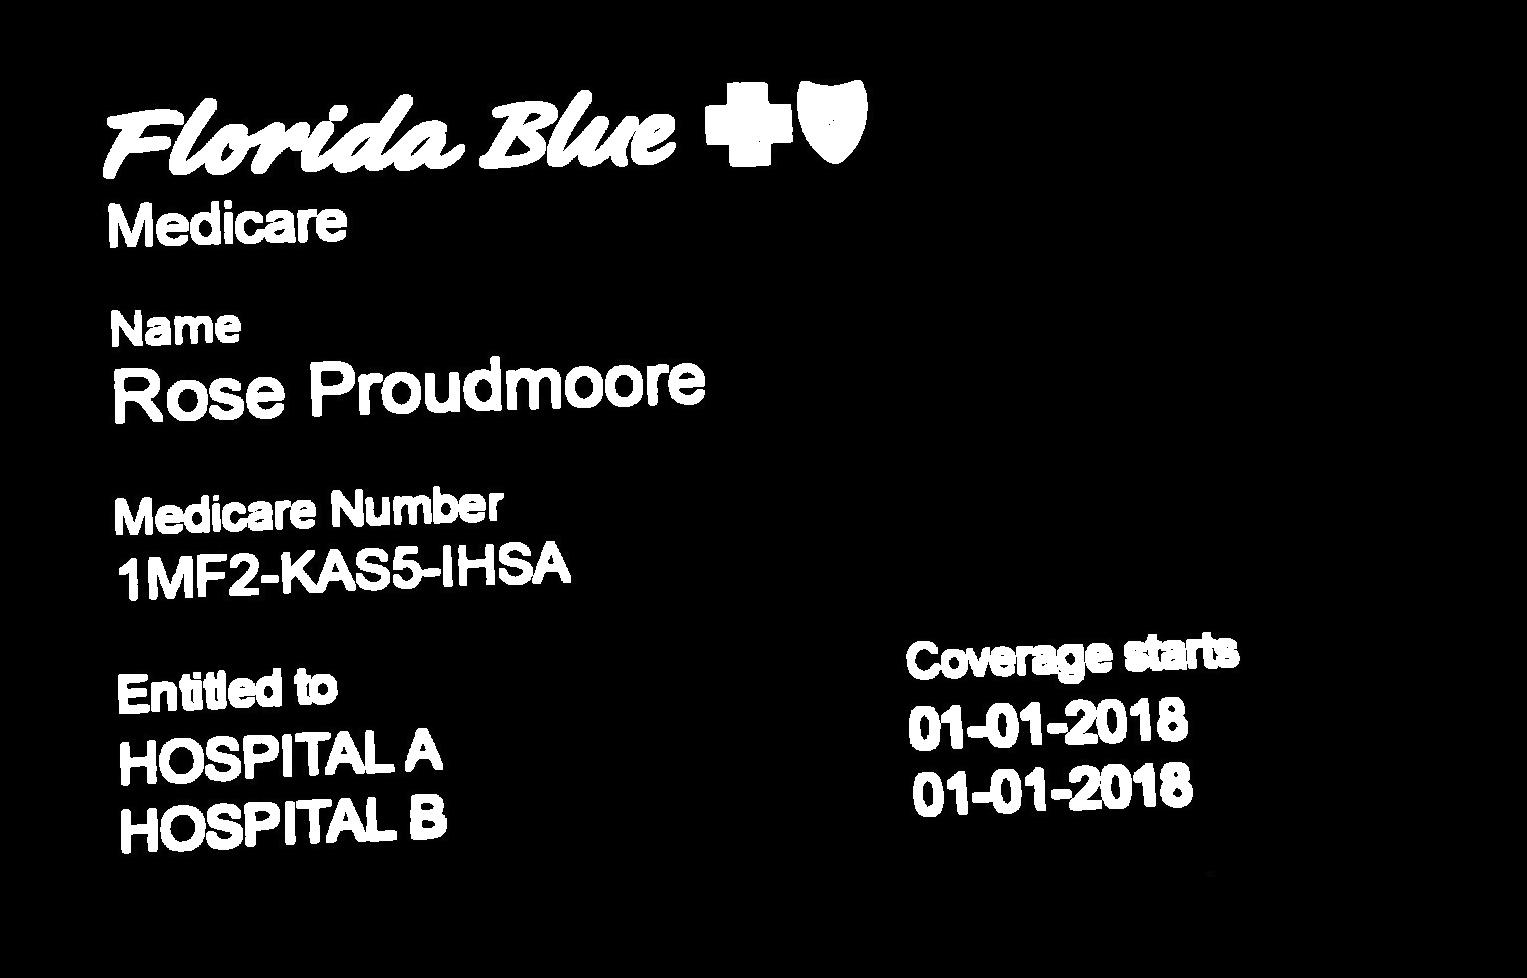 Florida Blue
Medicare
Name
Rose Proudmoore
Medicare Number
1MF2-KAS5-IHSA
Entitled to
Coverage starts
HOSPITAL A
01-01-2018
HOSPITAL B
01-01-2018